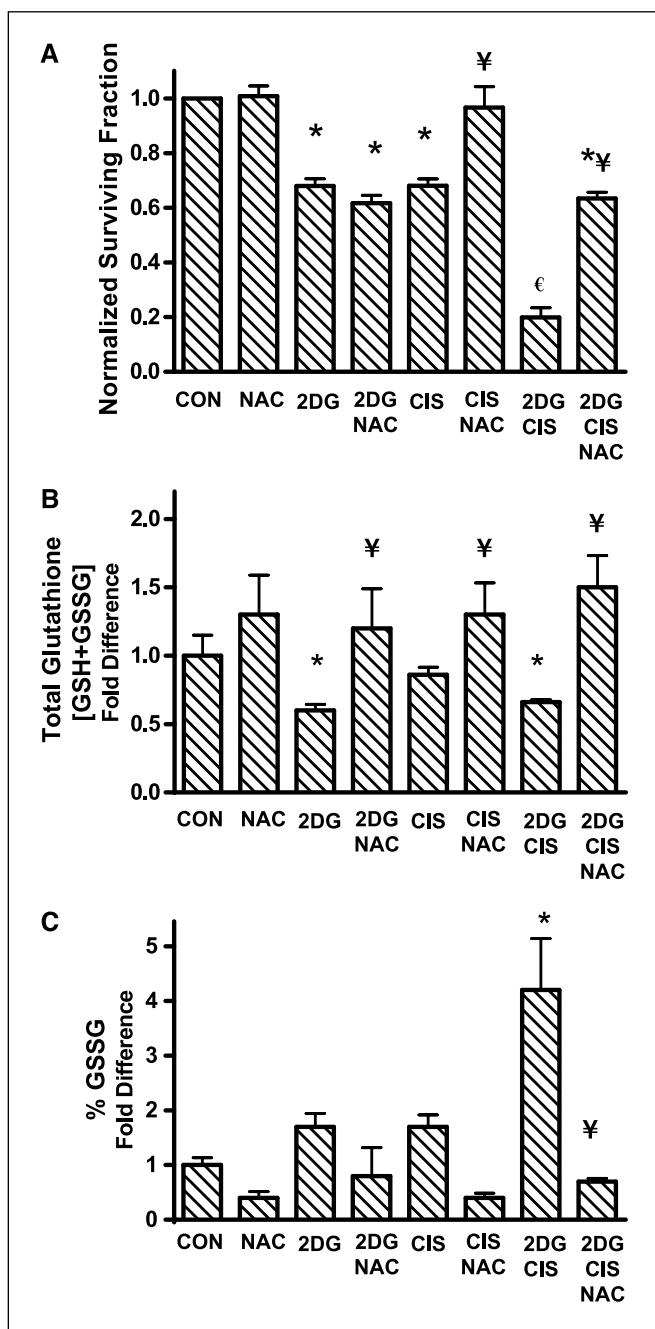 A
Normalized Surviving Fraction
1.0
0.8
0.6
0.4
0.2
0.0
* * * ¥ € *¥
CON NAC 2DG 2DG CIS CIS 2DG 2DG
NAC NAC CIS CIS
NAC
B
Total Glutathione
[GSH+GSSG]
Fold Difference
2.0
1.5
1.0
0.5
0.0
* ¥ ¥ * ¥
CON NAC 2DG 2DG CIS CIS 2DG 2DG
NAC NAC CIS CIS
NAC
C
% GSSG
Fold Difference
5
4
3
2
1
0
* ¥
CON NAC 2DG 2DG CIS CIS 2DG 2DG
NAC NAC CIS CIS
NAC